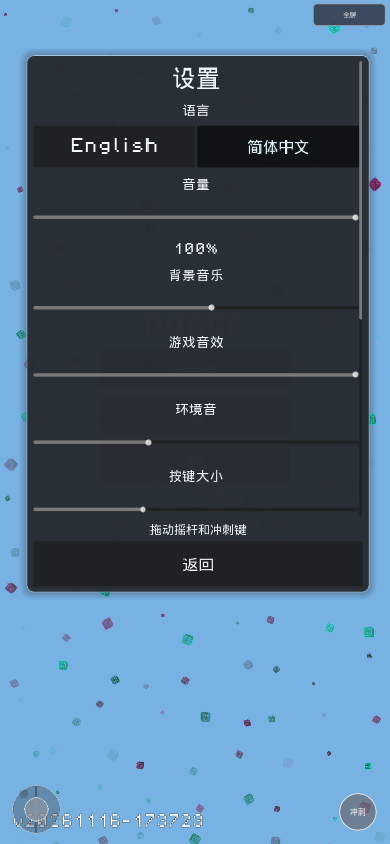 全屏
设置
语言
English 简体中文
音量
100%
背景音乐
游戏音效
环境音
按键大小
拖动摇杆和冲刺键
返回
冲刺